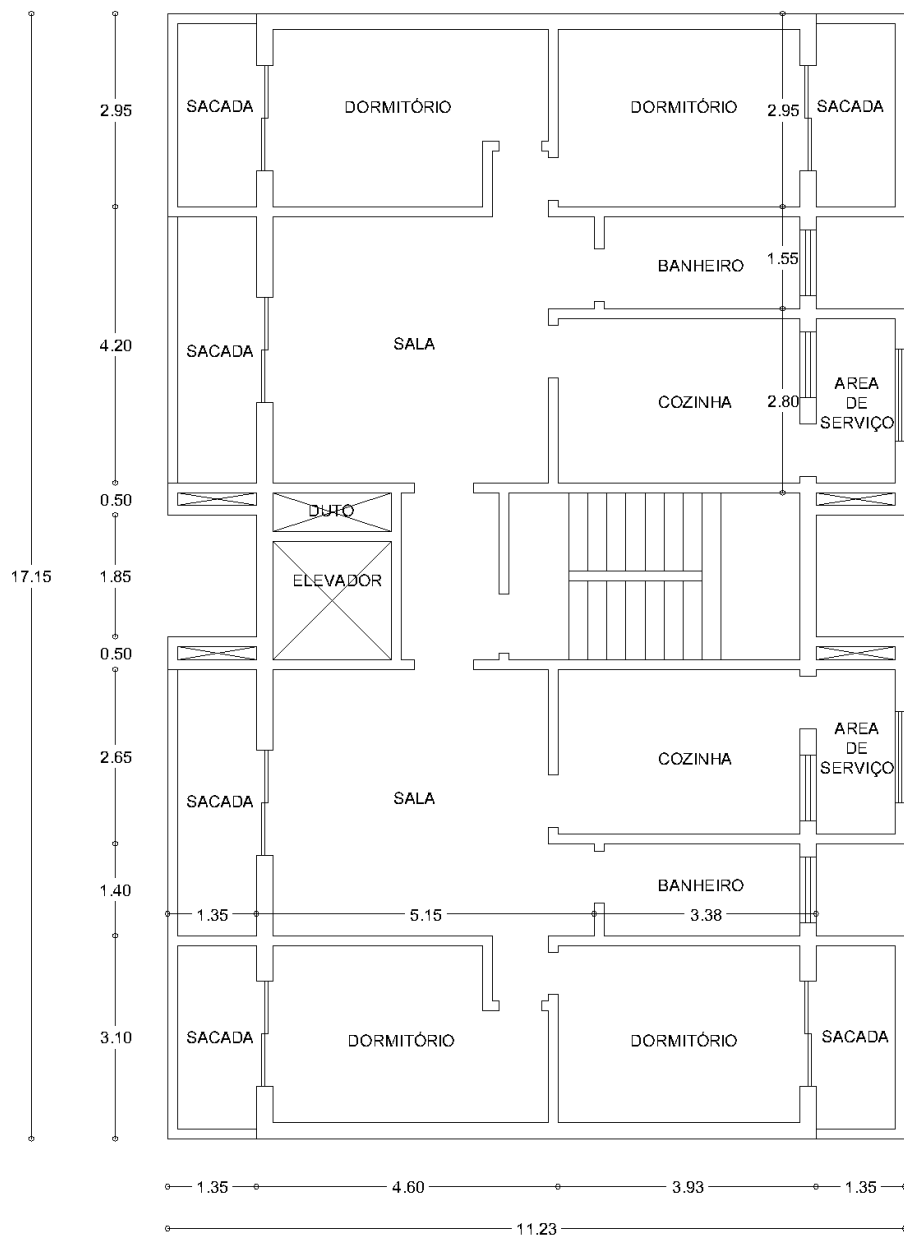 SACADA
DORMITÓRIO
DORMITÓRIO
SACADA
2.95
2.95
BANHEIRO
1.55
4.20
SACADA
SALA
COZINHA
2.80
AREA
DE
SERVIÇO
0.50
DUTO
17.15
1.85
ELEVADOR
0.50
2.65
SACADA
SALA
COZINHA
AREA
DE
SERVIÇO
1.40
BANHEIRO
1.35
5.15
3.38
3.10
SACADA
DORMITÓRIO
DORMITÓRIO
SACADA
1.35
4.60
3.93
1.35
11.23